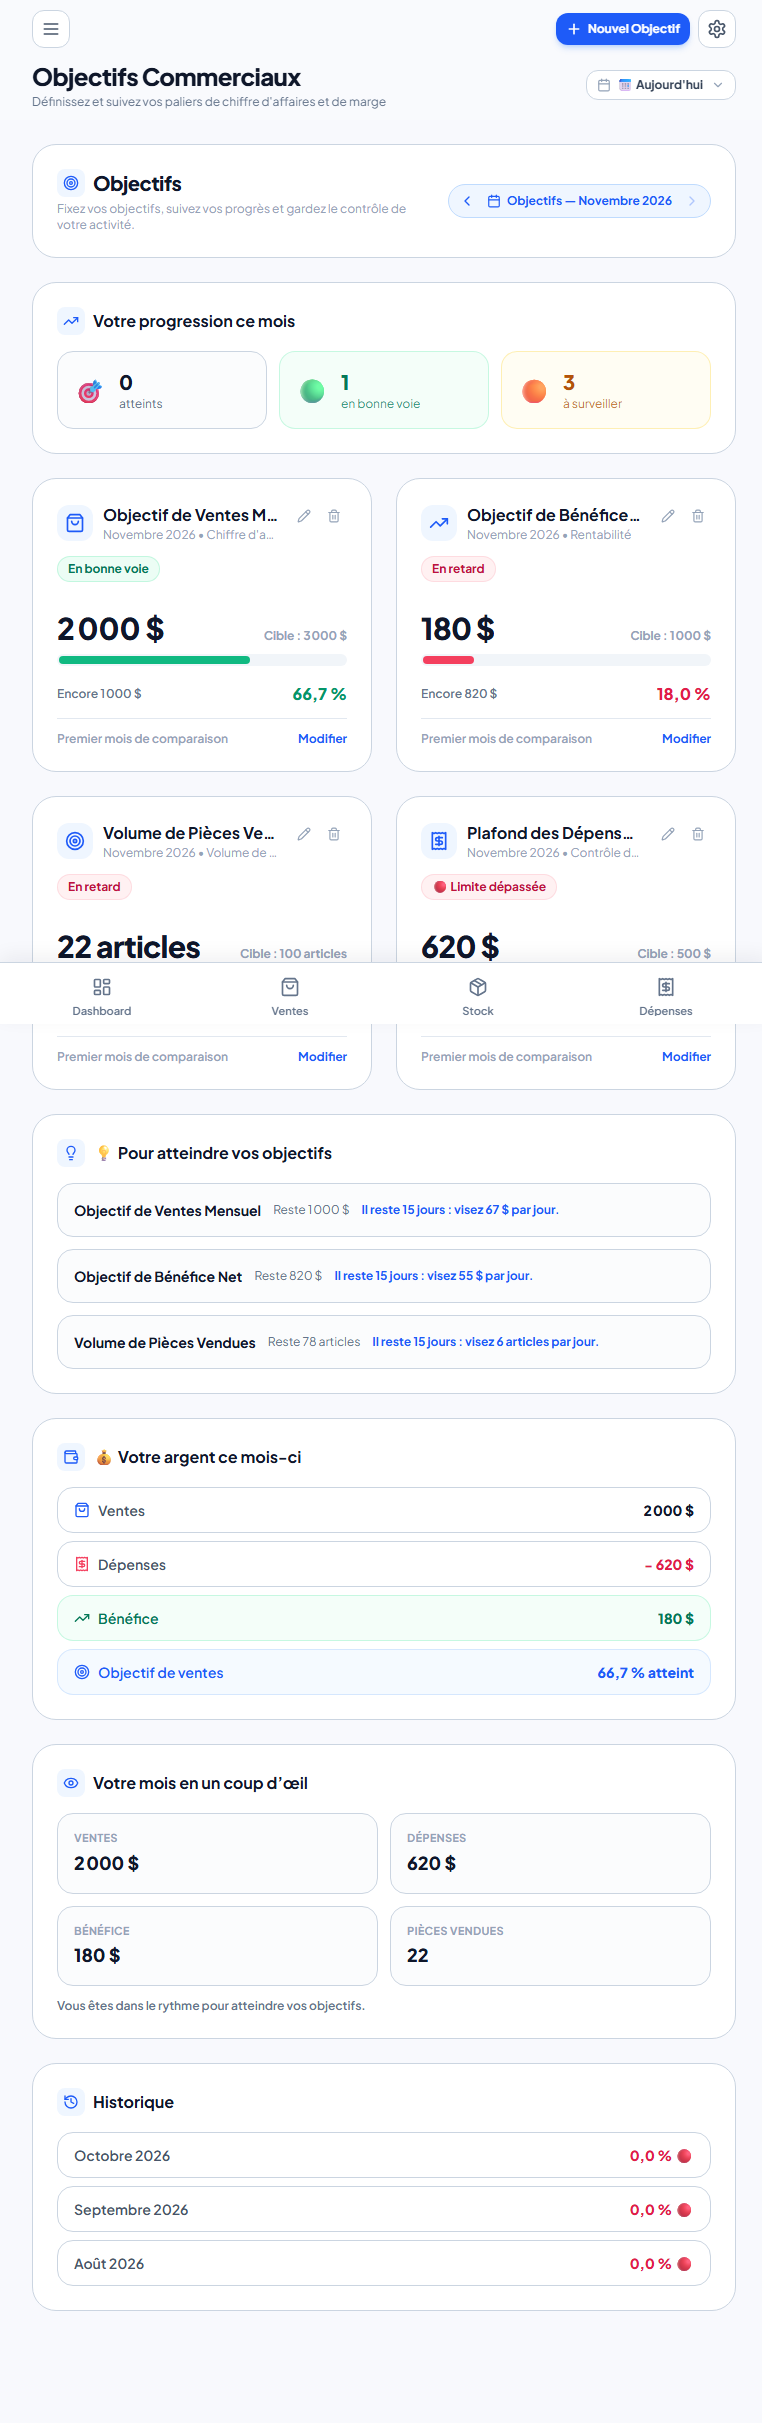 Nouvel Objectif
Objectifs Commerciaux
Définissez et suivez vos paliers de chiffre d'affaires et de marge
Aujourd'hui
Objectifs
Fixez vos objectifs, suivez vos progrès et gardez le contrôle de
votre activité.
Objectifs — Novembre 2026
Votre progression ce mois
0
atteints
1
en bonne voie
3
à surveiller
Objectif de Ventes M...
Novembre 2026 • Chiffre d'a...
En bonne voie
2 000 $
Cible : 3 000 $
Encore 1 000 $
66,7 %
Premier mois de comparaison
Modifier
Objectif de Bénéfice...
Novembre 2026 • Rentabilité
En retard
180 $
Cible : 1 000 $
Encore 820 $
18,0 %
Premier mois de comparaison
Modifier
Volume de Pièces Ve...
Novembre 2026 • Volume de ...
En retard
22 articles
Cible : 100 articles
Plafond des Dépens...
Novembre 2026 • Contrôle d...
Limite dépassée
620 $
Cible : 500 $
Dashboard
Ventes
Stock
Dépenses
Premier mois de comparaison
Modifier
Premier mois de comparaison
Modifier
Pour atteindre vos objectifs
Objectif de Ventes Mensuel Reste 1 000 $ Il reste 15 jours : visez 67 $ par jour.
Objectif de Bénéfice Net Reste 820 $ Il reste 15 jours : visez 55 $ par jour.
Volume de Pièces Vendues Reste 78 articles Il reste 15 jours : visez 6 articles par jour.
Votre argent ce mois-ci
Ventes 2 000 $
Dépenses - 620 $
Bénéfice 180 $
Objectif de ventes 66,7 % atteint
Votre mois en un coup d’œil
VENTES
2 000 $
DÉPENSES
620 $
BÉNÉFICE
180 $
PIÈCES VENDUES
22
Vous êtes dans le rythme pour atteindre vos objectifs.
Historique
Octobre 2026 0,0 %
Septembre 2026 0,0 %
Août 2026 0,0 %